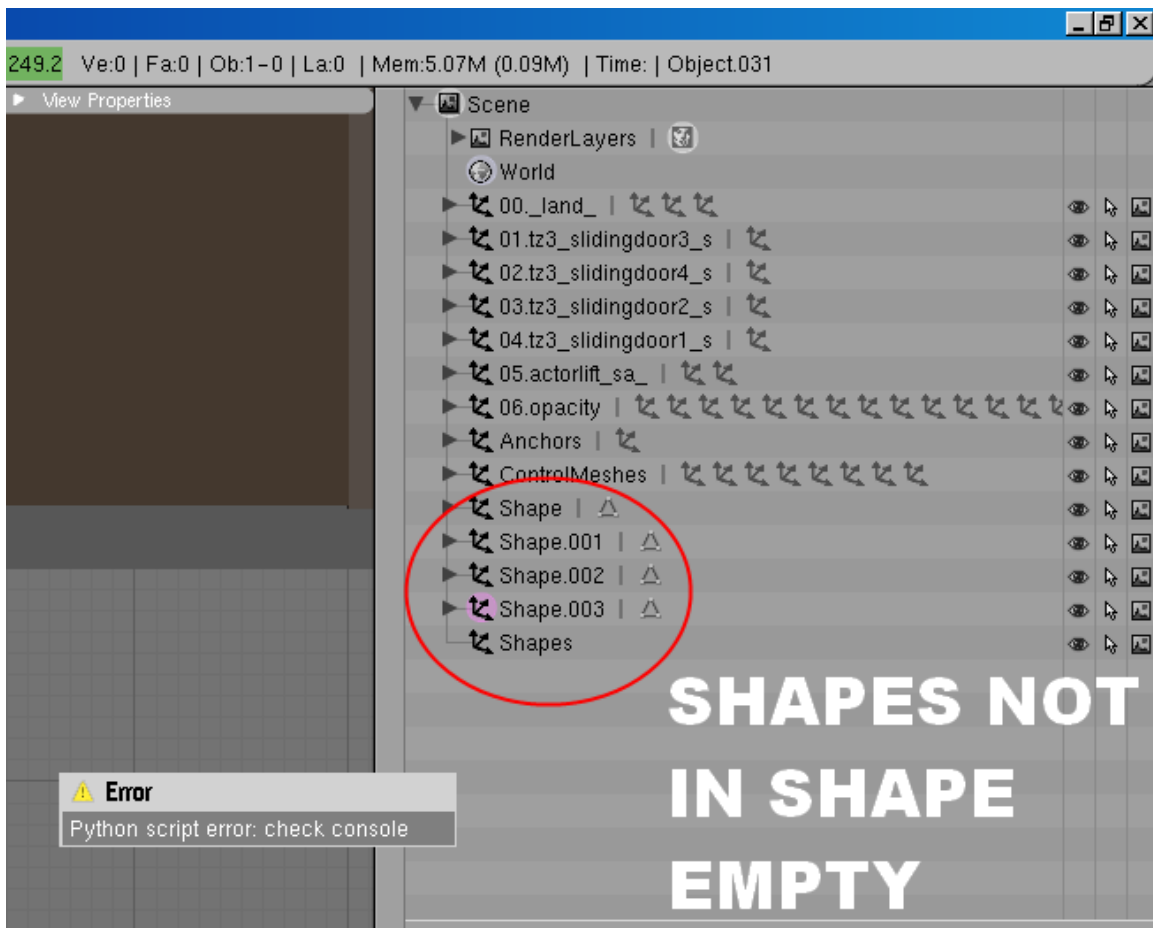 249.2 Ve:0 | Fa:0 | Ob:1-0 | La:0 | Mem:5.07M (0.09M) | Time: | Object.031
View Properties
Scene
RenderLayers |
World
00._land_ |
01.tz3_slidingdoor3_s |
02.tz3_slidingdoor4_s |
03.tz3_slidingdoor2_s |
04.tz3_slidingdoor1_s |
05.actorlift_sa_ |
06.opacity |
Anchors |
ControlMeshes |
Shape |
Shape.001 |
Shape.002 |
Shape.003 |
Shapes
SHAPES NOT
IN SHAPE
EMPTY
Error
Python script error: check console